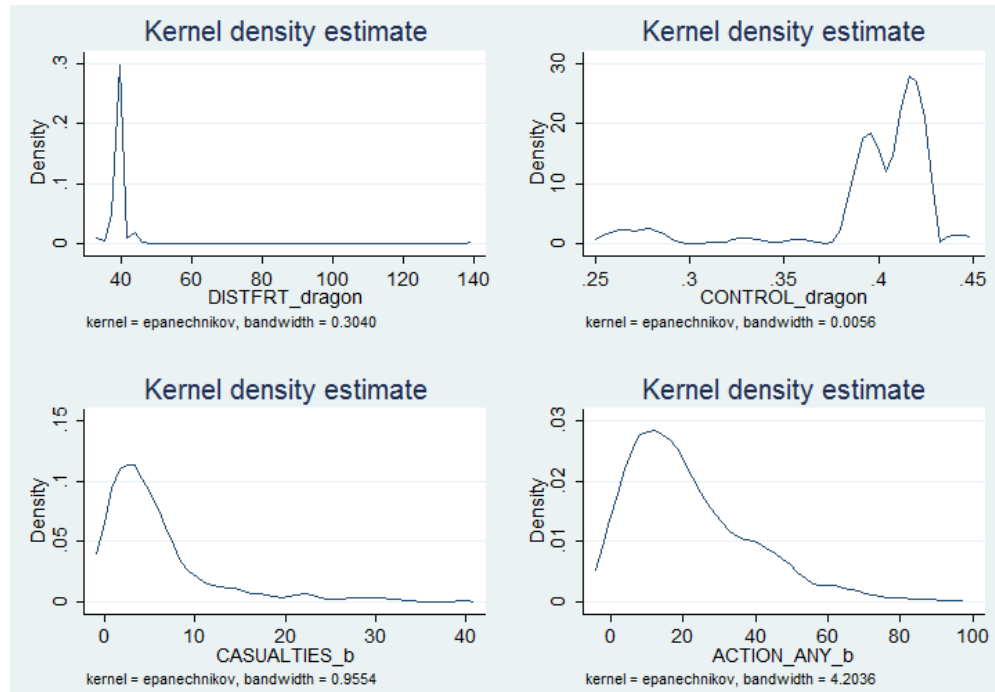 Kernel density estimate
Density
0 .1 .2 .3
40 60 80 100 120 140
DISTFRT_dragon
kernel = epanechnikov, bandwidth = 0.3040
Kernel density estimate
Density
0 10 20 30
.25 .3 .35 .4 .45
CONTROL_dragon
kernel = epanechnikov, bandwidth = 0.0056
Kernel density estimate
Density
0 .05 .1 .15
0 10 20 30 40
CASUALTIES_b
kernel = epanechnikov, bandwidth = 0.9554
Kernel density estimate
Density
0 .01 .02 .03
0 20 40 60 80 100
ACTION_ANY_b
kernel = epanechnikov, bandwidth = 4.2036